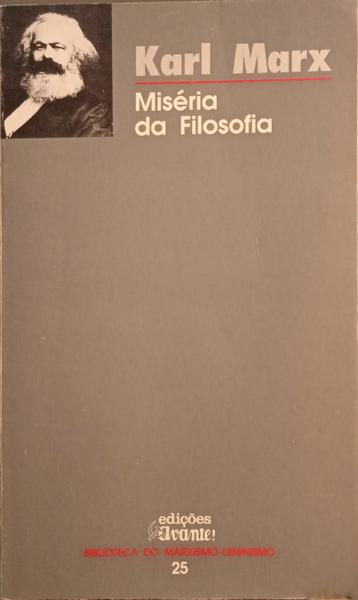 Karl Marx
Miséria
da Filosofia
edições
Avante!
BIBLIOTECA DO MARXISMO-LENINISMO
25